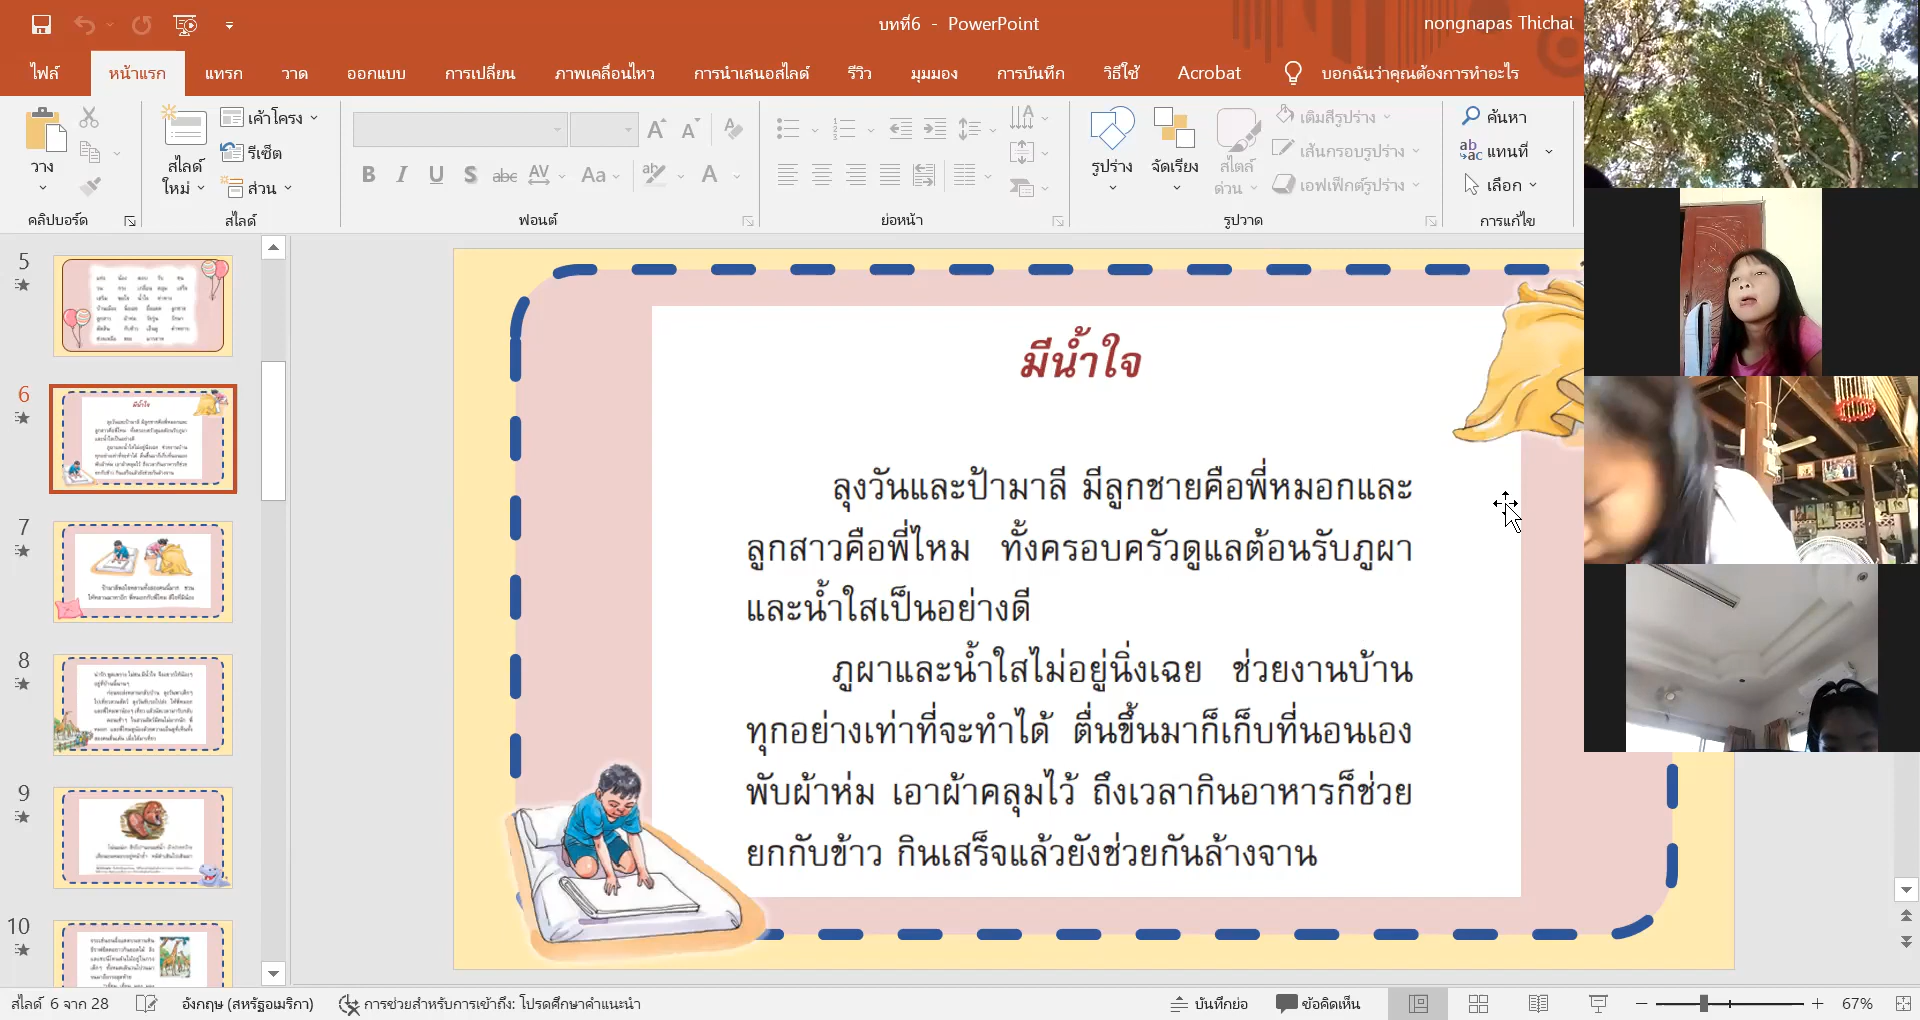 บทที่6 - PowerPoint
nongnapas Thichai
ไฟล์ หน้าแรก แทรก วาด ออกแบบ การเปลี่ยน ภาพเคลื่อนไหว การนำเสนอสไลด์ รีวิว มุมมอง การบันทึก วิธีใช้ Acrobat บอกฉันว่าคุณต้องการทำอะไร
วาง
คลิปบอร์ด
สไลด์
ใหม่
เค้าโครง
รีเซ็ต
ส่วน
สไลด์
ฟอนต์
ย่อหน้า
รูปร่าง
จัดเรียง
สไตล์
ด่วน
เติมสีรูปร่าง
เส้นกรอบรูปร่าง
เอฟเฟ็กต์รูปร่าง
รูปวาด
ค้นหา
แทนที่
เลือก
การแก้ไข
5
6
7
8
9
10
มีน้ำใจ
ลุงวันและป้ามาลี มีลูกชายคือพี่หมอกและ
ลูกสาวคือพี่ไหม ทั้งครอบครัวดูแลต้อนรับภูผา
และน้ำใสเป็นอย่างดี
ภูผาและน้ำใสไม่อยู่นิ่งเฉย ช่วยงานบ้าน
ทุกอย่างเท่าที่จะทำได้ ตื่นขึ้นมาก็เก็บที่นอนเอง
พับผ้าห่ม เอาผ้าคลุมไว้ ถึงเวลากินอาหารก็ช่วย
ยกกับข้าว กินเสร็จแล้วยังช่วยกันล้างจาน
สไลด์ 6 จาก 28 อังกฤษ (สหรัฐอเมริกา) การช่วยสำหรับการเข้าถึง: โปรดศึกษาคำแนะนำ บันทึกย่อ ข้อคิดเห็น 67%